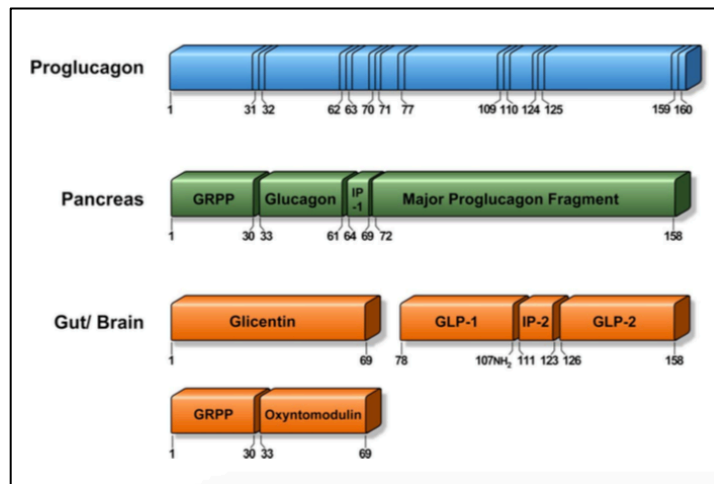 Proglucagon
1 31 32 62 63 70 71 77 109 110 124 125 159 160
Pancreas
GRPP Glucagon IP Major Proglucagon Fragment
-1
1 30 33 61 64 69 72 158
Gut/ Brain
Glicentin GLP-1 IP-2 GLP-2
1 69 78 107NH2 111 123 126 158
GRPP Oxyntomodulin
1 30 33 69